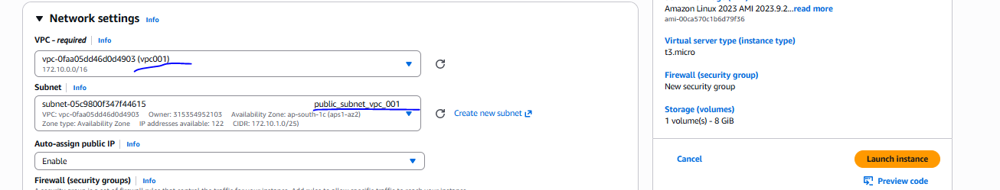 Network settings Info
VPC - required Info
vpc-0faa05dd46d0d4903 (vpc001)
172.10.0.0/16
Subnet Info
subnet-05c9800f347f44615 public_subnet_vpc_001
VPC: vpc-0faa05dd46d0d4903 Owner: 315354952103 Availability Zone: ap-south-1c (aps1-az2)
Zone type: Availability Zone IP addresses available: 122 CIDR: 172.10.1.0/25)
Create new subnet
Auto-assign public IP Info
Enable
Firewall (security groups) Info
Amazon Linux 2023 AMI 2023.9.2...read more
ami-00ca570c1b6d79f36
Virtual server type (instance type)
t3.micro
Firewall (security group)
New security group
Storage (volumes)
1 volume(s) - 8 GiB
Cancel
Launch instance
Preview code